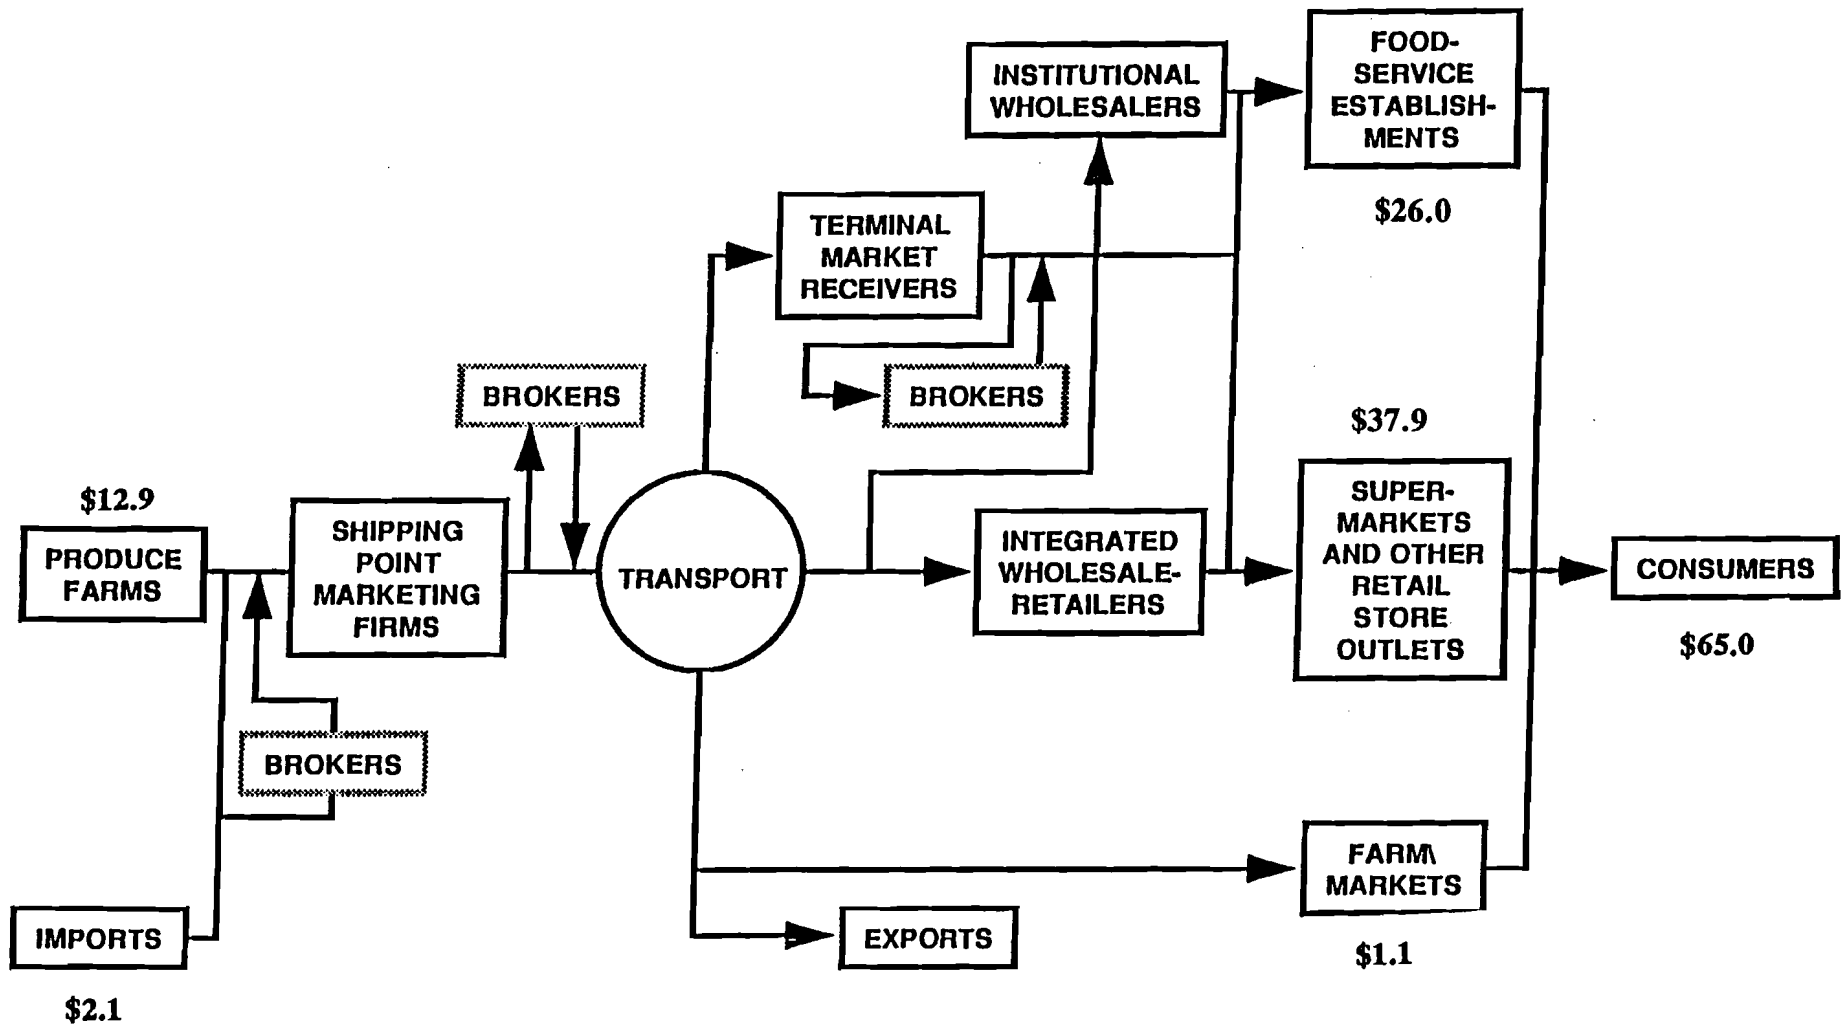 INSTITUTIONAL
WHOLESALERS
FOOD-
SERVICE
ESTABLISH-
MENTS
$26.0
TERMINAL
MARKET
RECEIVERS
BROKERS
BROKERS
$12.9
PRODUCE
FARMS
SHIPPING
POINT
MARKETING
FIRMS
TRANSPORT
INTEGRATED
WHOLESALE-
RETAILERS
$37.9
SUPER-
MARKETS
AND OTHER
RETAIL
STORE
OUTLETS
CONSUMERS
$65.0
BROKERS
IMPORTS
$2.1
EXPORTS
FARM\
MARKETS
$1.1